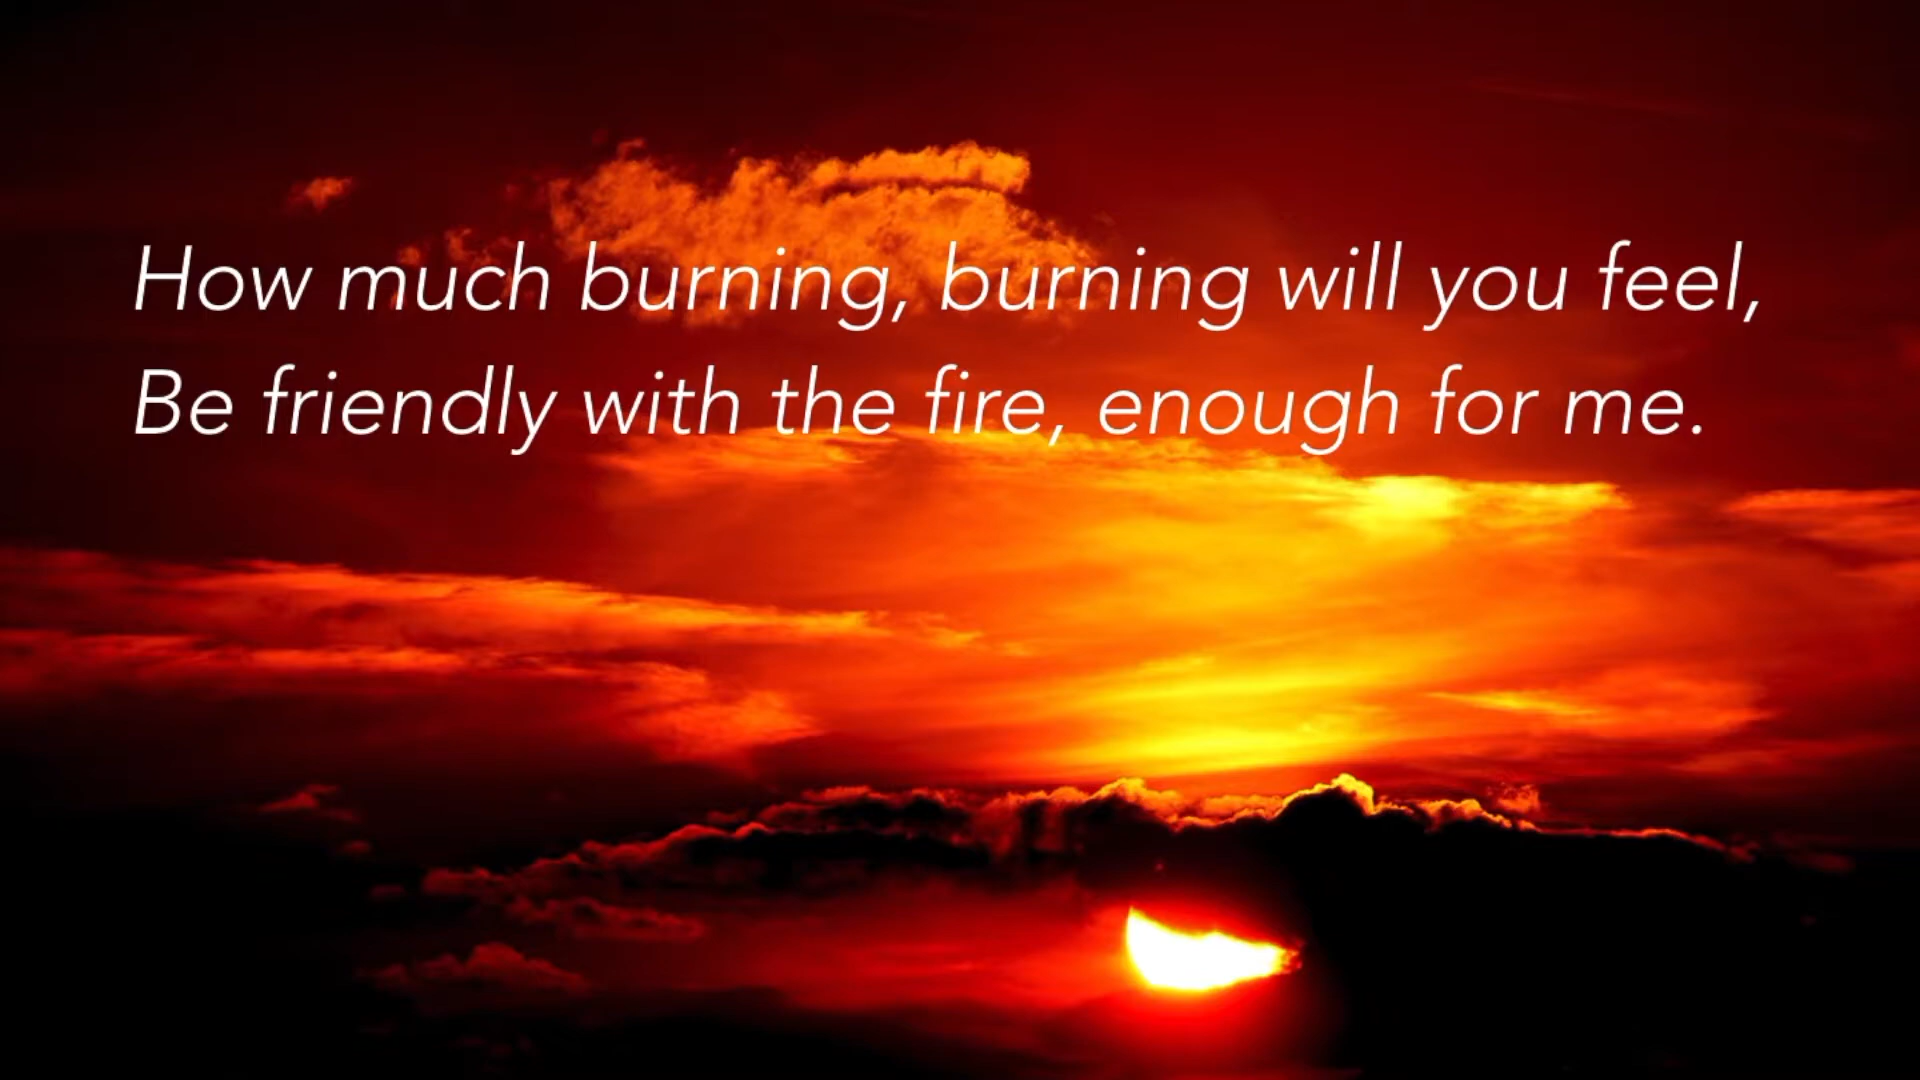 How much burning, burning will you feel,
Be friendly with the fire, enough for me.